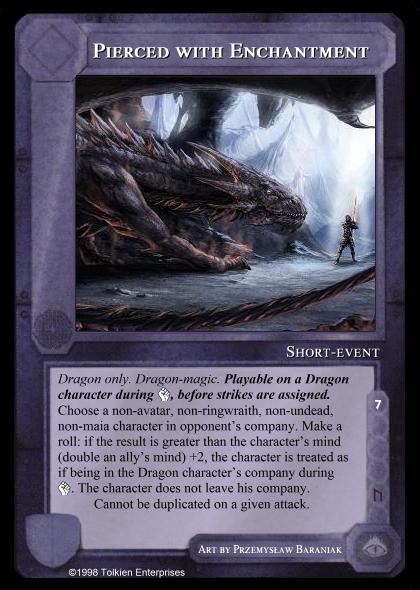 Pierced with Enchantment
Short-event
Dragon only. Dragon-magic. Playable on a Dragon
character during , before strikes are assigned.
Choose a non-avatar, non-ringwraith, non-undead,
non-maia character in opponent's company. Make a
roll: if the result is greater than the character's mind
(double an ally's mind) +2, the character is treated as
if being in the Dragon character's company during
. The character does not leave his company.
Cannot be duplicated on a given attack.
7
Art by Przemysław Baraniak
©1998 Tolkien Enterprises